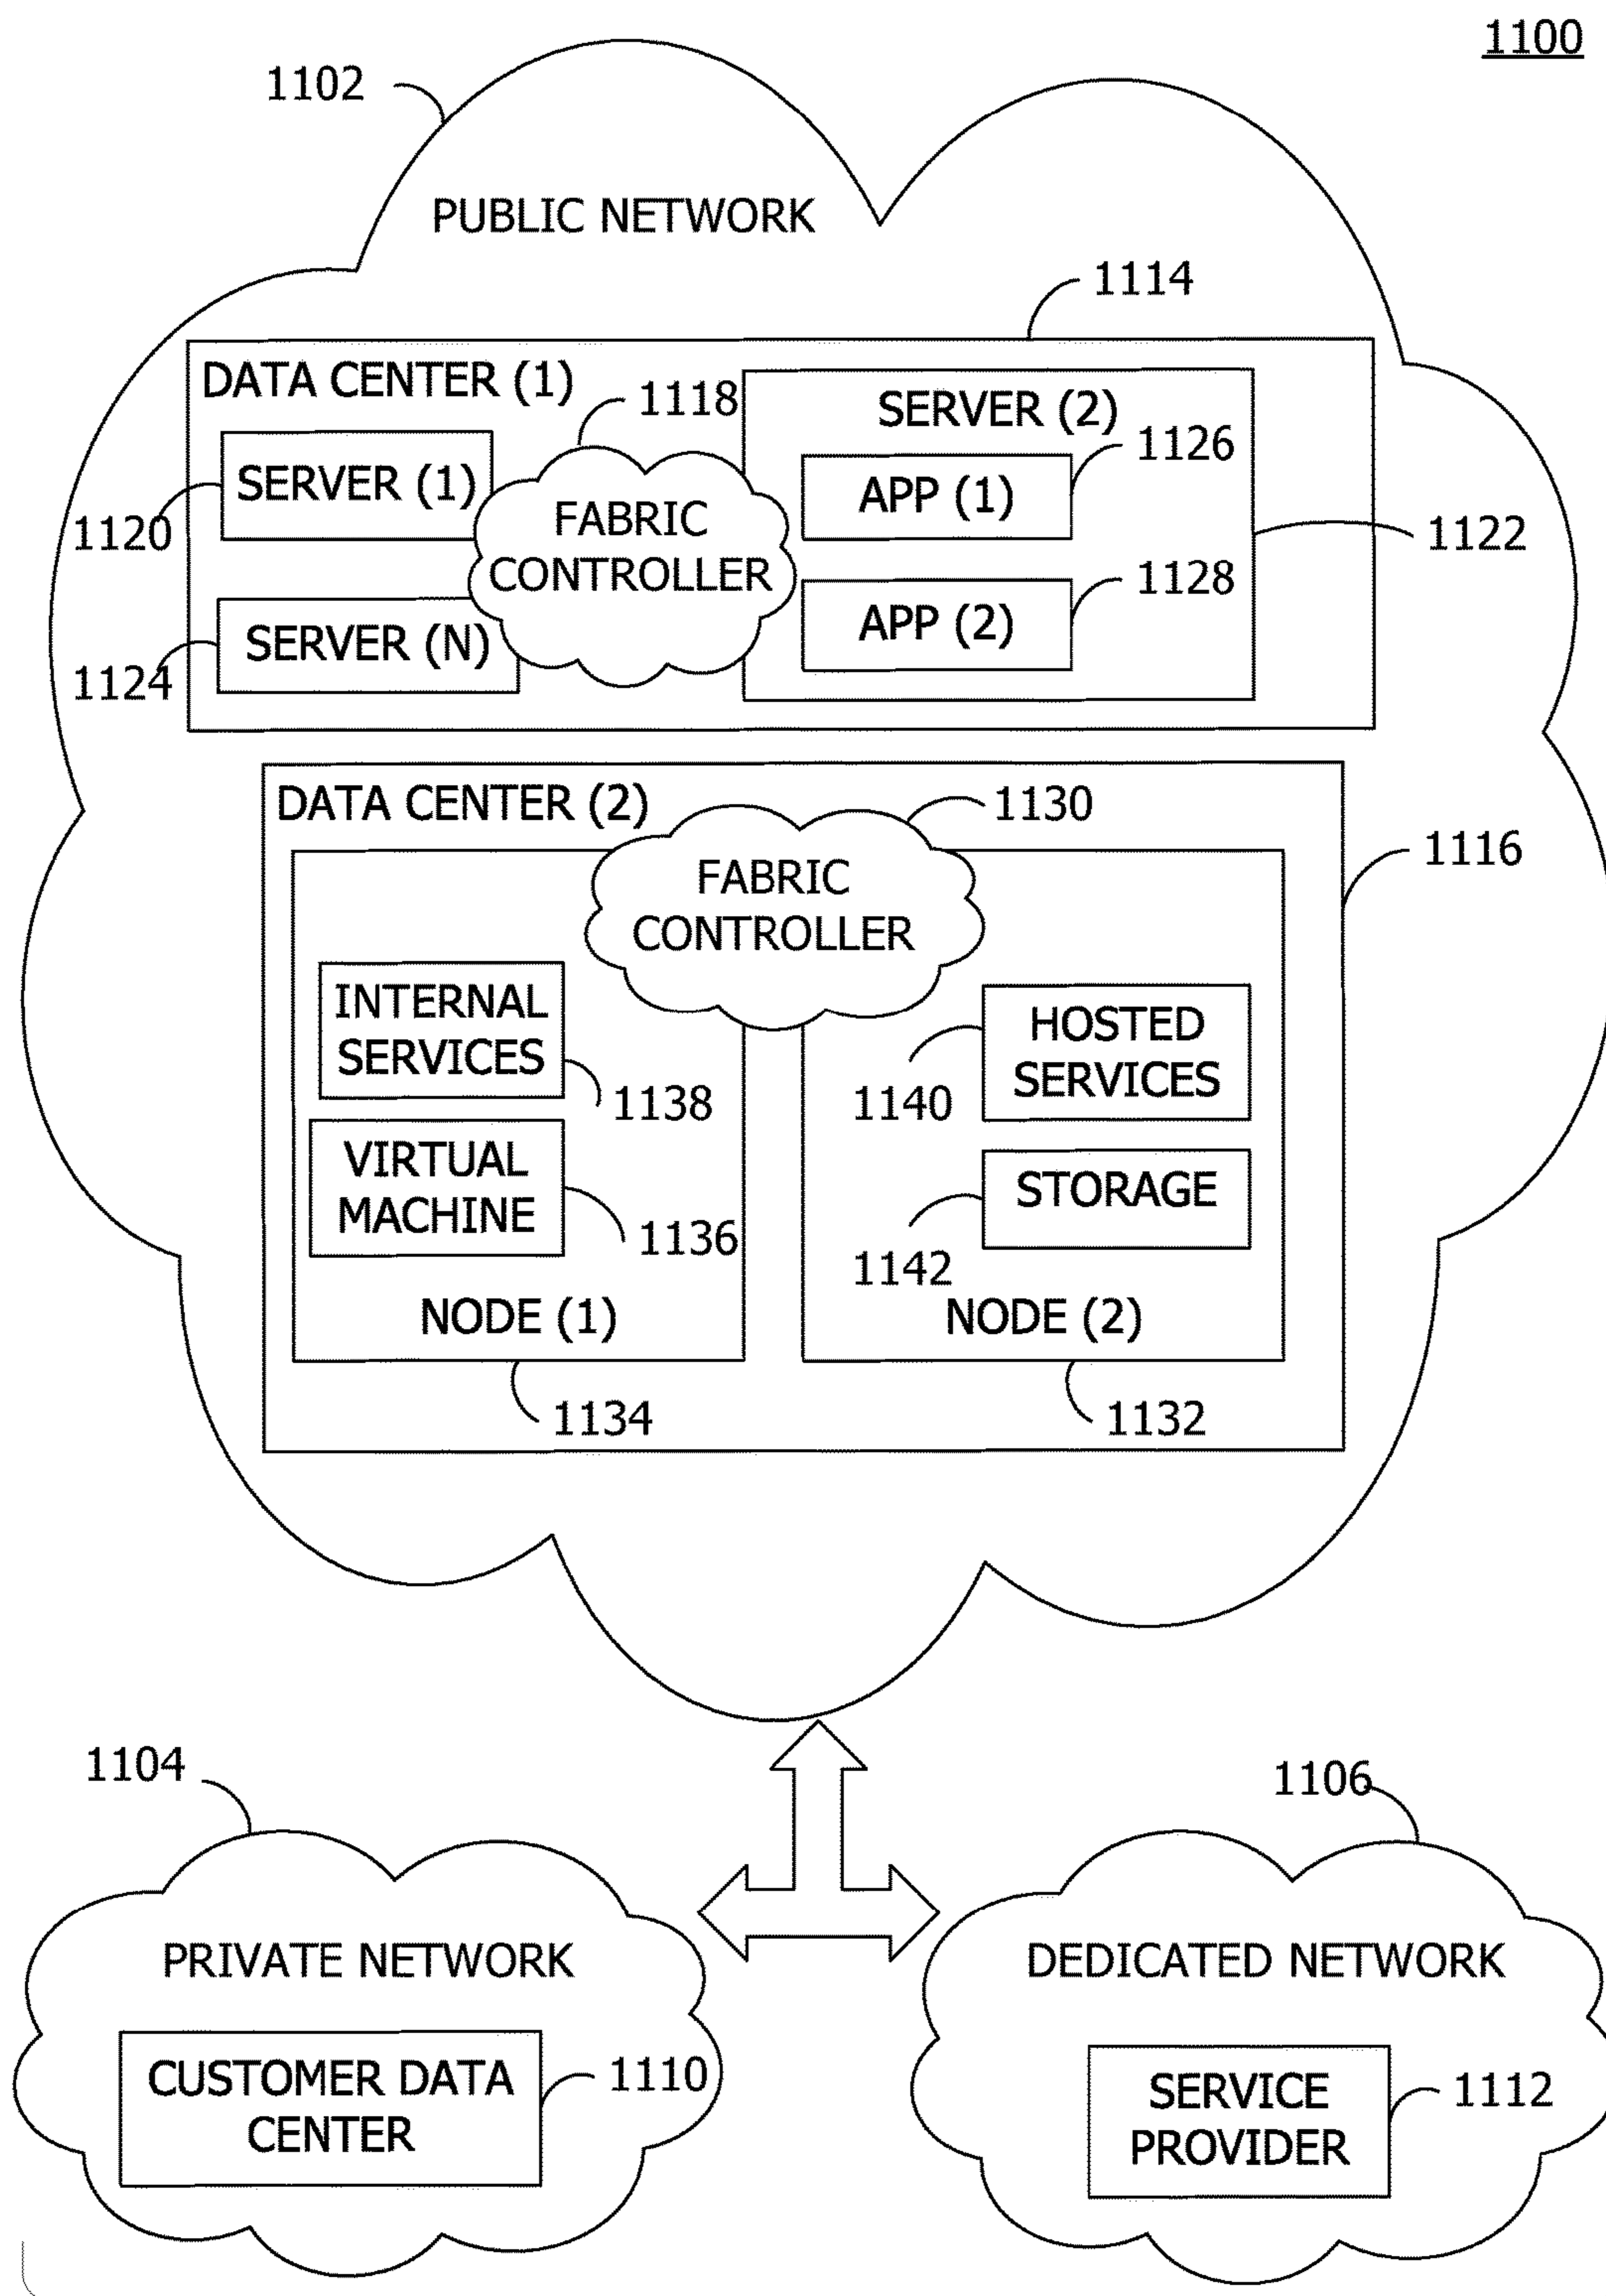 1100
1102
PUBLIC NETWORK
1114
DATA CENTER (1)
1118
SERVER (2)
1126
SERVER (1)
APP (1)
FABRIC
CONTROLLER
1120
1122
1128
APP (2)
SERVER (N)
1124
DATA CENTER (2)
1130
1116
FABRIC
CONTROLLER
INTERNAL
SERVICES
1138
HOSTED
SERVICES
1140
VIRTUAL
MACHINE
1136
STORAGE
1142
NODE (1)
NODE (2)
1134
1132
1104
1106
PRIVATE NETWORK
DEDICATED NETWORK
CUSTOMER DATA
CENTER
1110
SERVICE
PROVIDER
1112